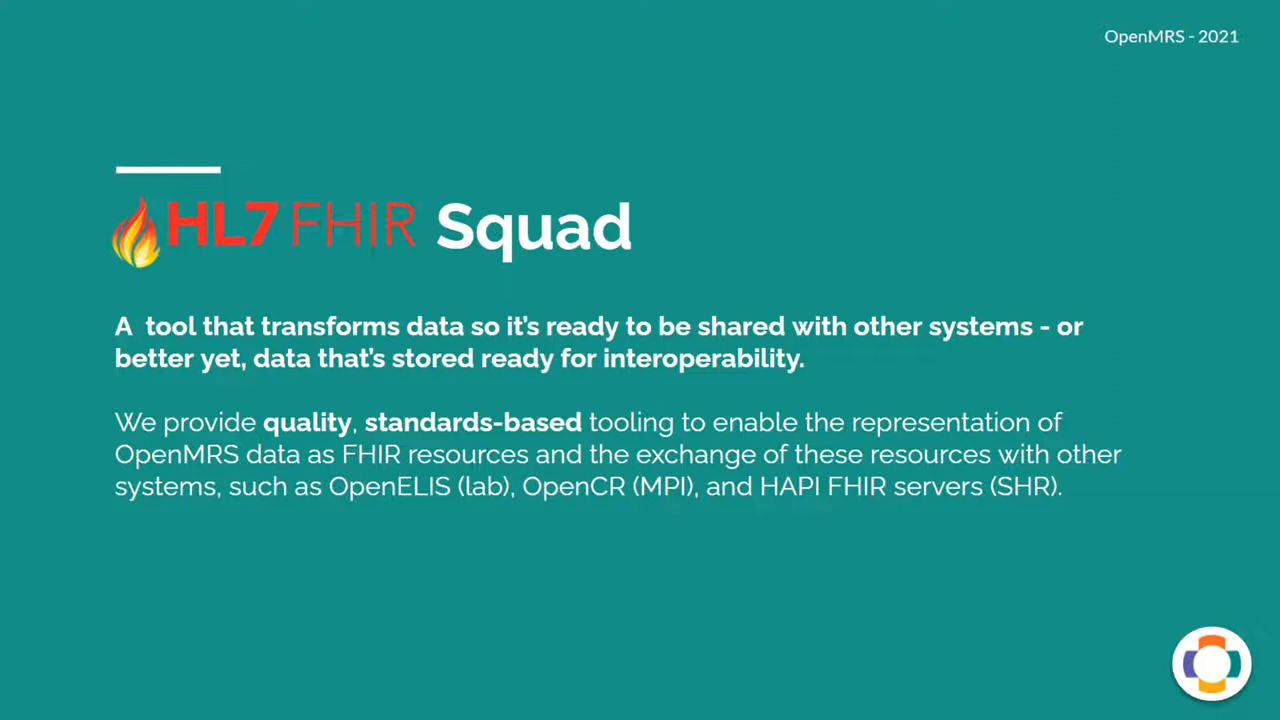 OpenMRS - 2021
HL7 FHIR Squad
A tool that transforms data so it's ready to be shared with other systems - or
better yet, data that's stored ready for interoperability.
We provide quality, standards-based tooling to enable the representation of
OpenMRS data as FHIR resources and the exchange of these resources with other
systems, such as OpenELIS (lab), OpenCR (MPI), and HAPI FHIR servers (SHR).